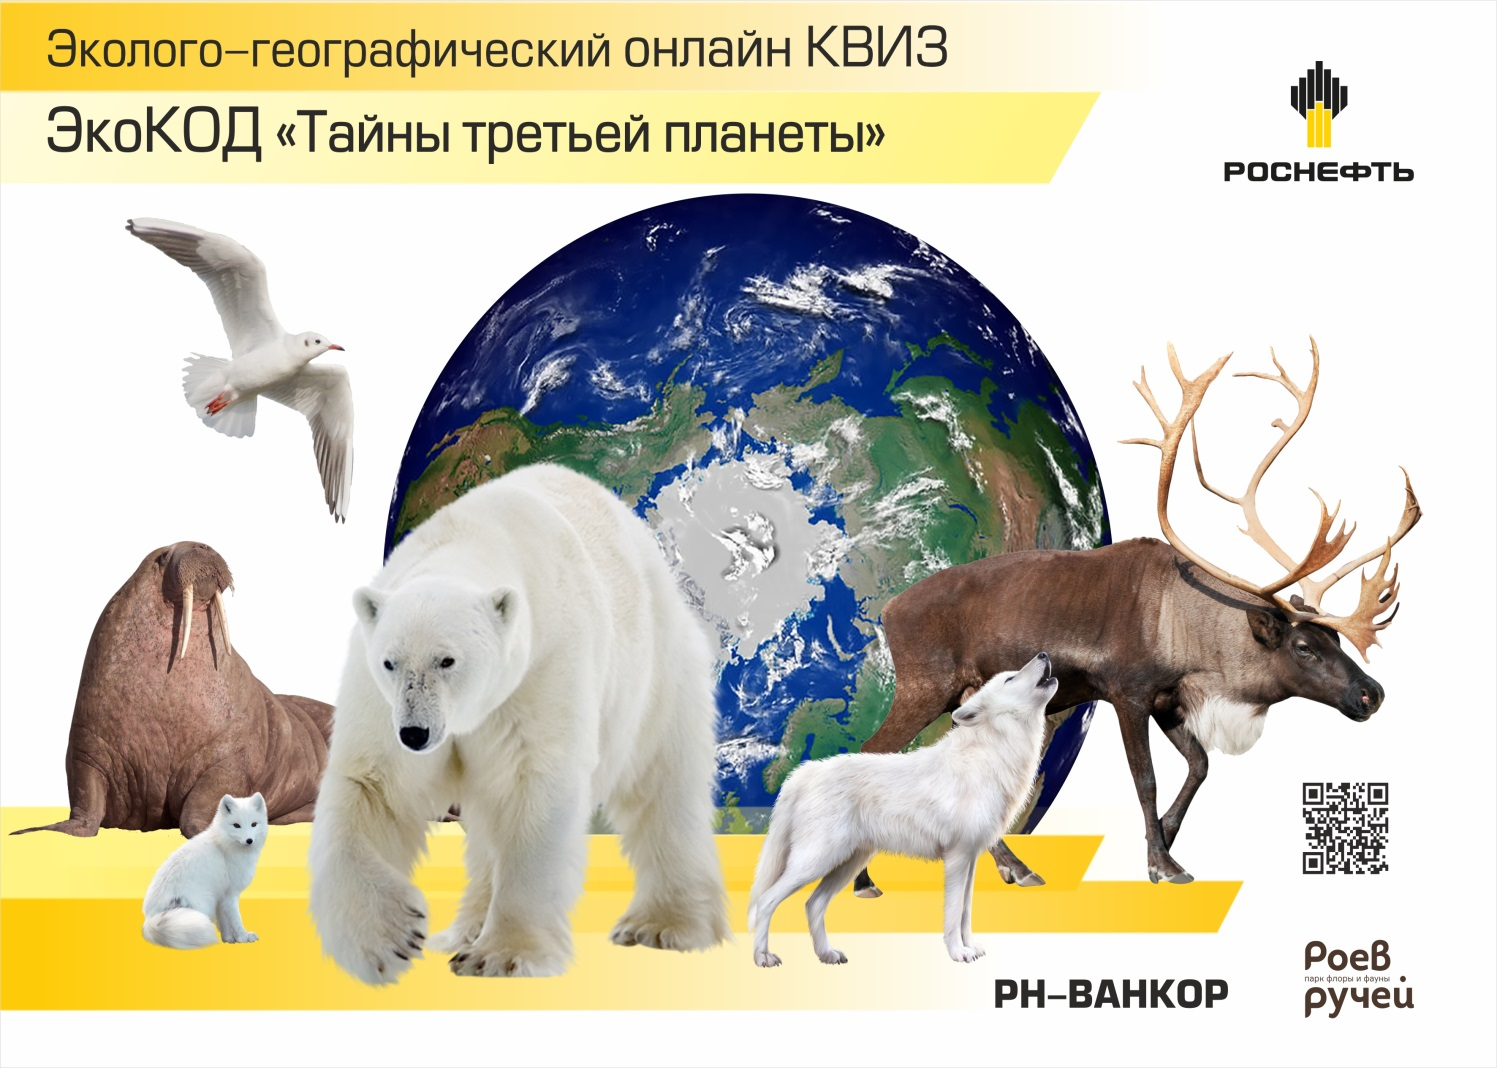 Эколого–географический онлайн КВИЗ
ЭкоКОД «Тайны третьей планеты»
РОСНЕФТЬ
РН–ВАНКОР
Роев
парк флоры и фауны
ручей